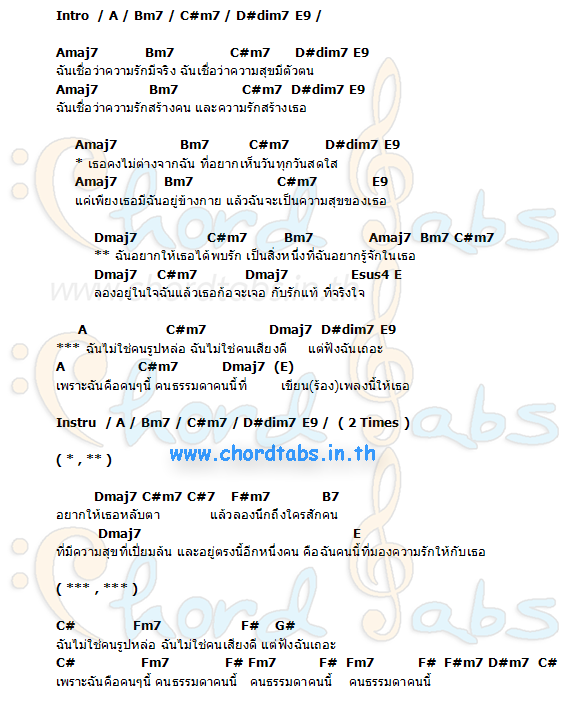 Intro / A / Bm7 / C#m7 / D#dim7 E9 /
Amaj7 Bm7 C#m7 D#dim7 E9
ฉันเชื่อว่าความรักมีจริง ฉันเชื่อว่าความสุขมีตัวตน
Amaj7 Bm7 C#m7 D#dim7 E9
ฉันเชื่อว่าความรักสร้างคน และความรักสร้างเธอ
Amaj7 Bm7 C#m7 D#dim7 E9
* เธอคงไม่ต่างจากฉัน ที่อยากเห็นวันทุกวันสดใส
Amaj7 Bm7 C#m7 E9
แค่เพียงเธอมีฉันอยู่ข้างกาย แล้วฉันจะเป็นความสุขของเธอ
Dmaj7 C#m7 Bm7 Amaj7 Bm7 C#m7
** ฉันอยากให้เธอได้พบรัก เป็นสิ่งหนึ่งที่ฉันอยากรู้จักในเธอ
Dmaj7 C#m7 Dmaj7 Esus4 E
www.chordtabs.in.th
ลองอยู่ในใจฉันแล้วเธอก้อจะเจอ กับรักแท้ ที่จริงใจ
A C#m7 Dmaj7 D#dim7 E9
*** ฉันไม่ใช่คนรูปหล่อ ฉันไม่ใช่คนเสียงดี แต่ฟังฉันเถอะ
A C#m7 Dmaj7 (E)
เพราะฉันคือคนๆนี้ คนธรรมดาคนนี้ที่ เขียน(ร้อง)เพลงนี้ให้เธอ
Instru / A / Bm7 / C#m7 / D#dim7 E9 / ( 2 Times )
( * , ** )
www.chordtabs.in.th
Dmaj7 C#m7 C#7 F#m7 B7
อยากให้เธอหลับตา แล้วลองนึกถึงใครสักคน
Dmaj7 E
ที่มีความสุขที่เปี่ยมล้น และอยู่ตรงนี้อีกหนึ่งคน คือฉันคนนี้ที่มองความรักให้กับเธอ
( *** , *** )
C# Fm7 F# G#
ฉันไม่ใช่คนรูปหล่อ ฉันไม่ใช่คนเสียงดี แต่ฟังฉันเถอะ
C# Fm7 F# Fm7 F# Fm7 F# F#m7 D#m7 C#
เพราะฉันคือคนๆนี้ คนธรรมดาคนนี้ คนธรรมดาคนนี้ คนธรรมดาคนนี้